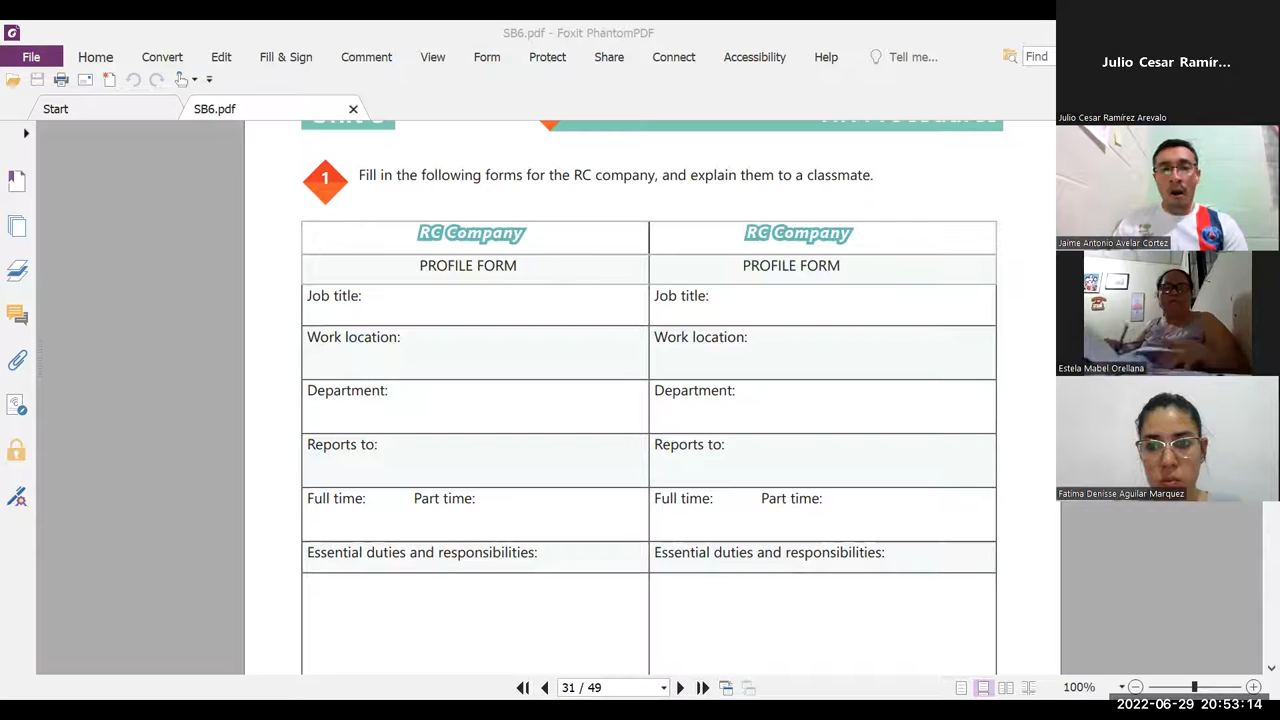 SB6.pdf - Foxit PhantomPDF
File Home Convert Edit Fill & Sign Comment View Form Protect Share Connect Accessibility Help Tell me... Find
Start SB6.pdf
1 Fill in the following forms for the RC company, and explain them to a classmate.
RC Company RC Company
PROFILE FORM PROFILE FORM
Job title: Job title:
Work location: Work location:
Department: Department:
Reports to: Reports to:
Full time: Part time: Full time: Part time:
Essential duties and responsibilities: Essential duties and responsibilities:
31 / 49
100%
Julio Cesar Ramír...
Julio Cesar Ramírez Arevalo
Jaime Antonio Avelar Cortez
Estela Mabel Orellana
Fatima Denisse Aguilar Marquez
2022-06-29 20:53:14